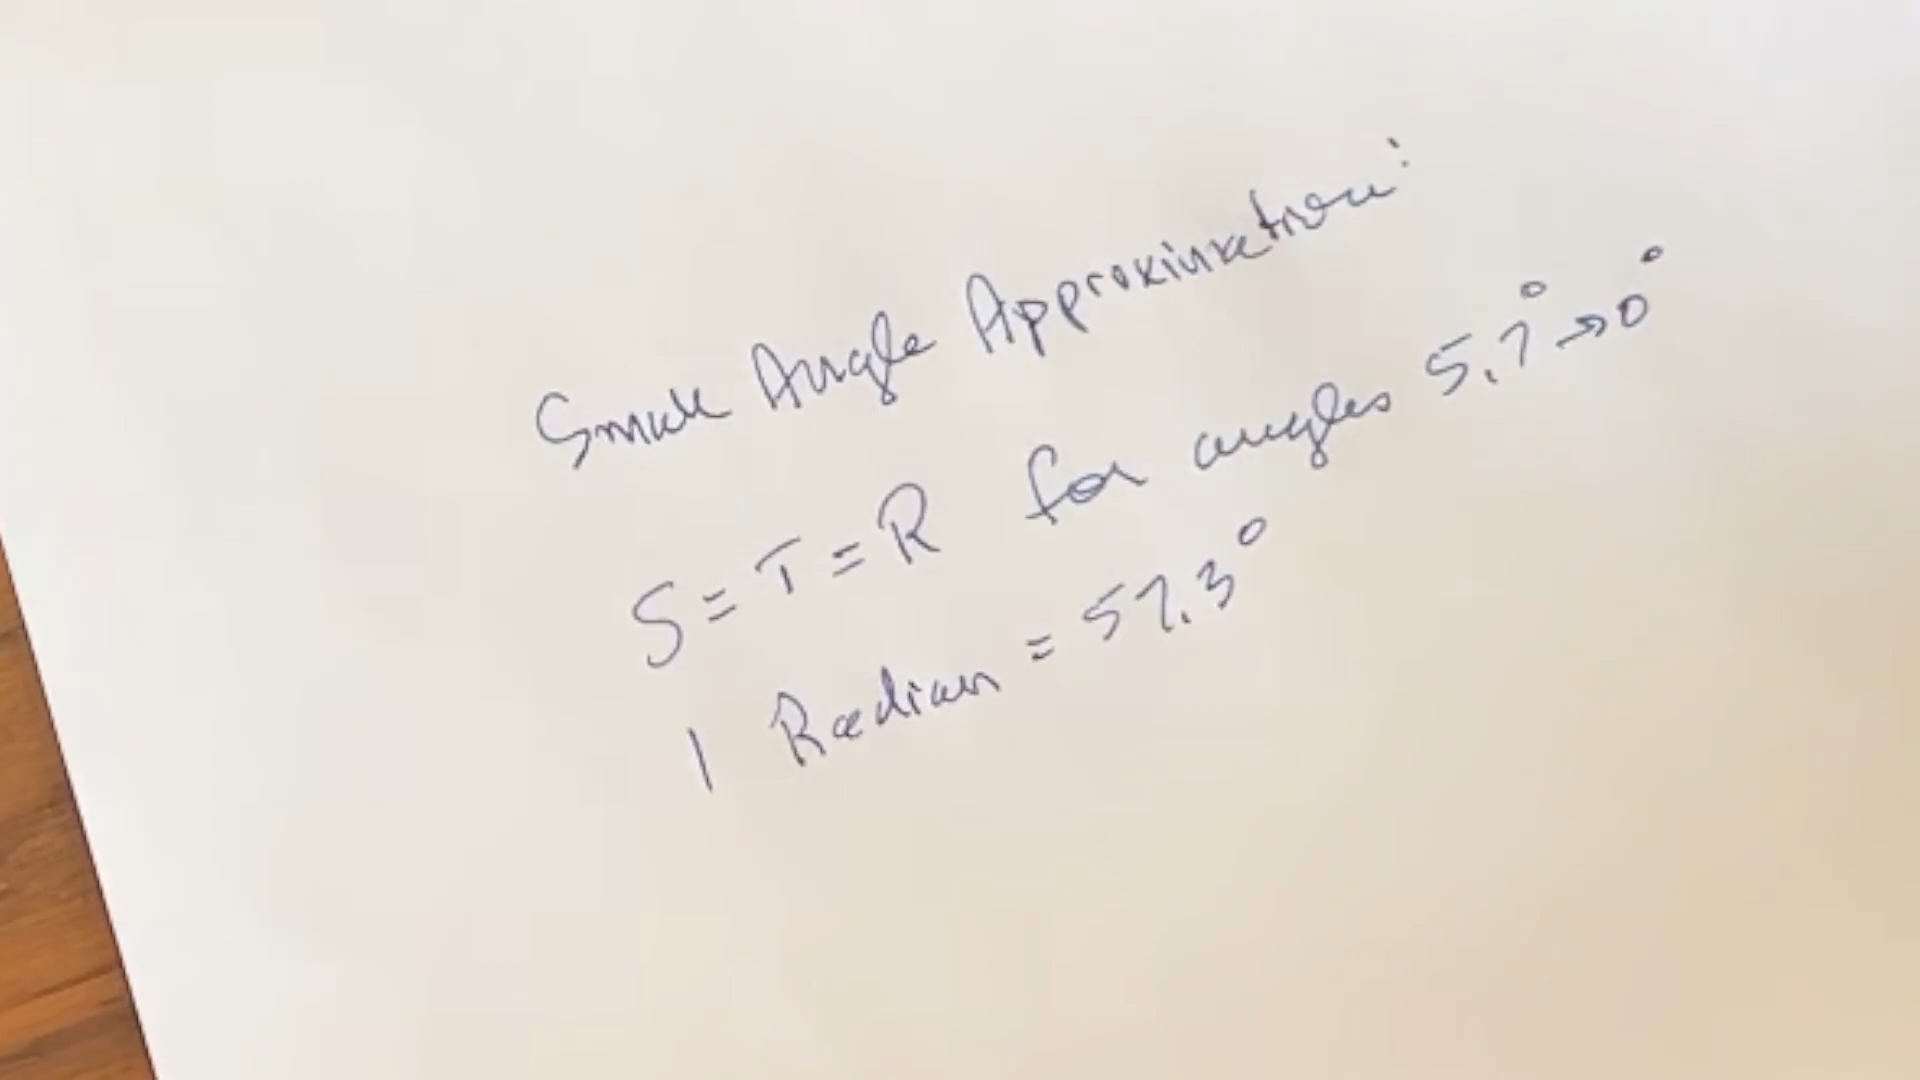 Small Angle Approximation:
S = T = R for angles 5.7° → 0°
1 Radian = 57.3°